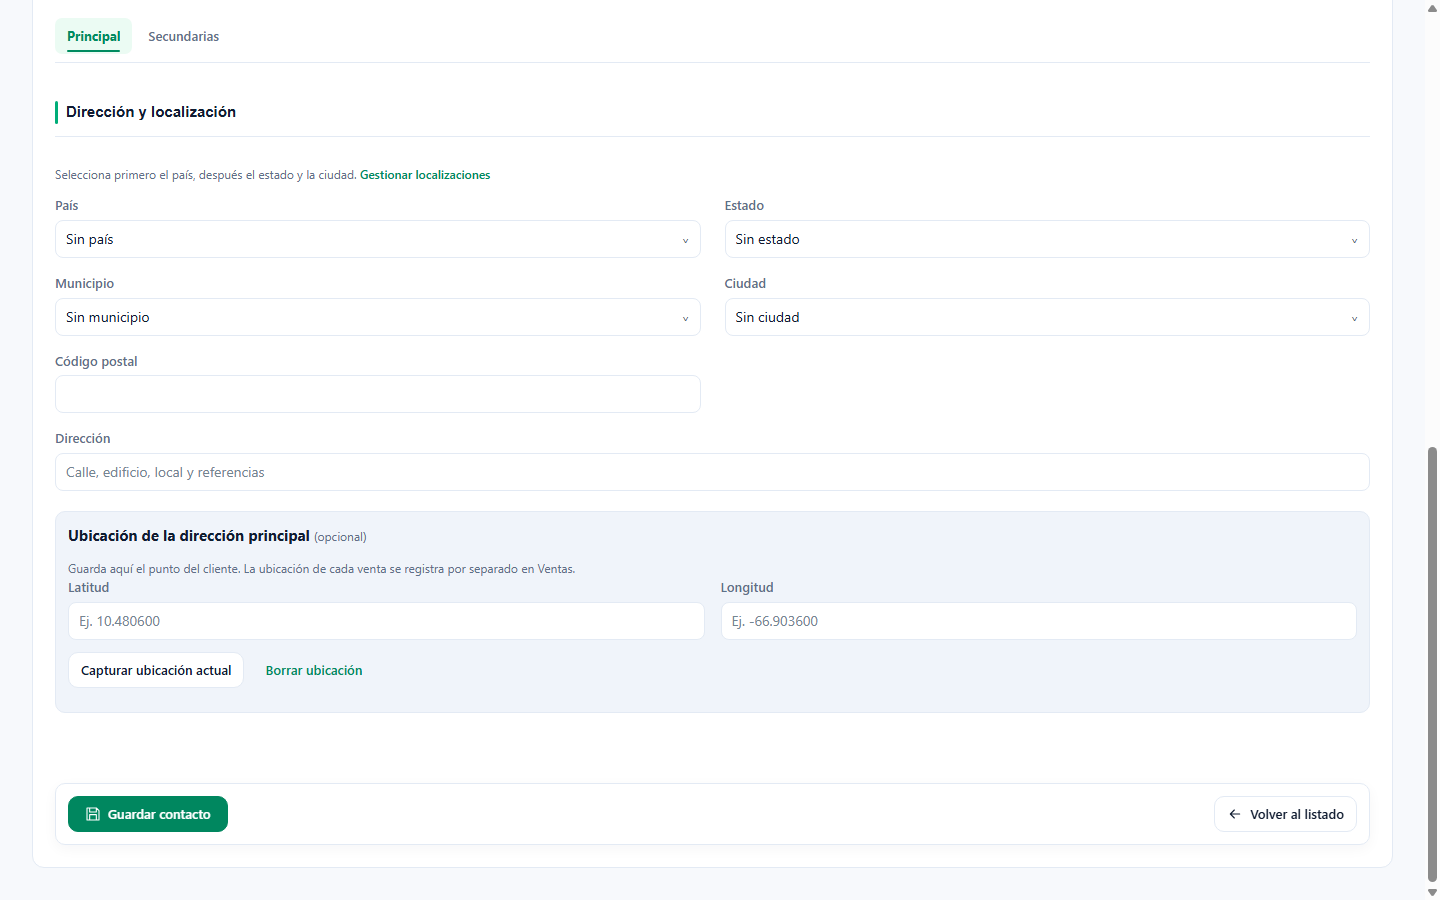 Principal
Secundarias
Dirección y localización
Selecciona primero el país, después el estado y la ciudad. Gestionar localizaciones
País
Estado
Sin país
Sin estado
Municipio
Ciudad
Sin municipio
Sin ciudad
Código postal
Dirección
Calle, edificio, local y referencias
Ubicación de la dirección principal (opcional)
Guarda aquí el punto del cliente. La ubicación de cada venta se registra por separado en Ventas.
Latitud
Longitud
Ej. 10.480600
Ej. -66.903600
Capturar ubicación actual
Borrar ubicación
Guardar contacto
Volver al listado